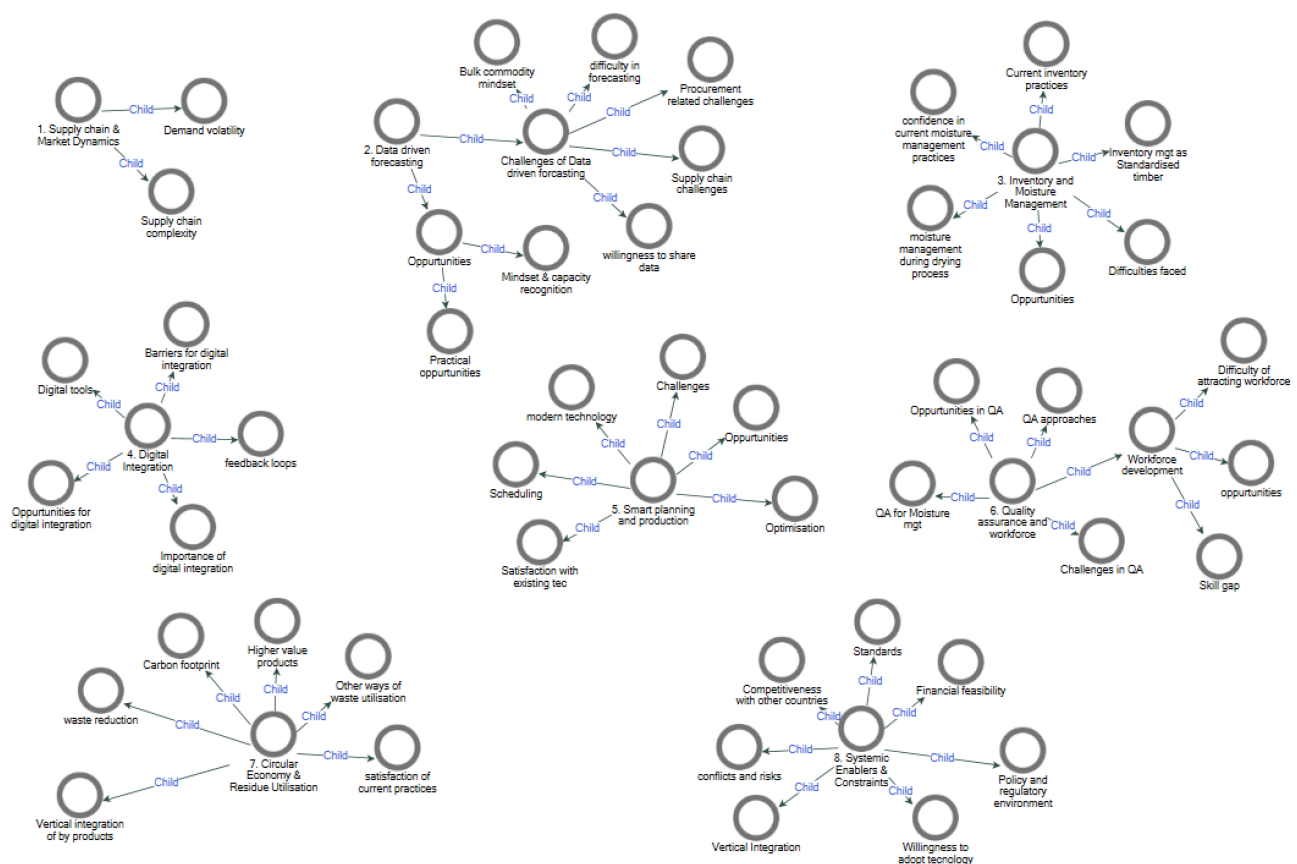 1. Supply chain &
Market Dynamics
Child
Demand volatility
Child
Supply chain
complexity
2. Data driven
forecasting
Child
Challenges of Data
driven forcasting
Child
Bulk commodity
mindset
Child
difficulty in
forecasting
Child
Procurement
related challenges
Child
Supply chain
challenges
Child
willingness to share
data
Child
Oppurtunities
Child
Mindset & capacity
recognition
Child
Practical
oppurtunities
3. Inventory and
Moisture
Management
Child
Current inventory
practices
Child
confidence in
current moisture
management
practices
Child
Inventory mgt as
Standardised
timber
Child
moisture
management
during drying
process
Child
Oppurtunities
Child
Difficulties faced
4. Digital
Integration
Child
Digital tools
Child
Barriers for digital
integration
Child
feedback loops
Child
Oppurtunities for
digital integration
Child
Importance of
digital integration
5. Smart planning
and production
Child
modern technology
Child
Challenges
Child
Oppurtunities
Child
Scheduling
Child
Optimisation
Child
Satisfaction with
existing tec
6. Quality
assurance and
workforce
Child
Oppurtunities in QA
Child
QA approaches
Child
QA for Moisture
mgt
Child
Challenges in QA
Child
Workforce
development
Child
Difficulty of
attracting workforce
Child
oppurtunities
Child
Skill gap
7. Circular
Economy &
Residue Utilisation
Child
Carbon footprint
Child
Higher value
products
Child
Other ways of
waste utilisation
Child
waste reduction
Child
satisfaction of
current practices
Child
Vertical integration
of by products
8. Systemic
Enablers &
Constraints
Child
Standards
Child
Competitiveness
with other countries
Child
Financial feasibility
Child
conflicts and risks
Child
Policy and
regulatory
environment
Child
Vertical Integration
Child
Willingness to
adopt tecnology